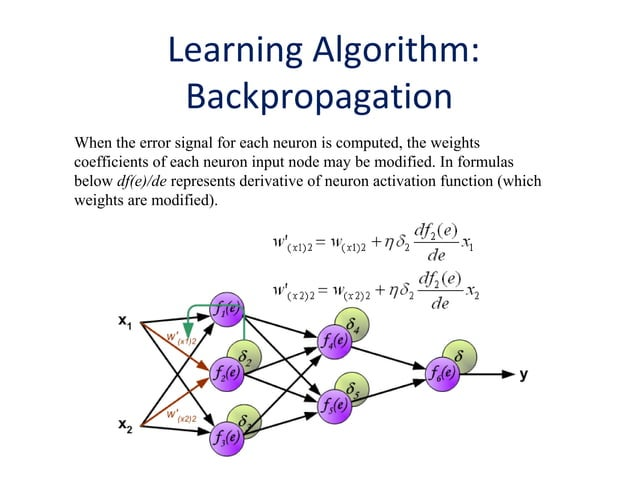 Learning Algorithm:
Backpropagation
When the error signal for each neuron is computed, the weights
coefficients of each neuron input node may be modified. In formulas
below df(e)/de represents derivative of neuron activation function (which
weights are modified).
w'(x1)2 = w(x1)2 + ηδ2 df2(e)/de x1
w'(x2)2 = w(x2)2 + ηδ2 df2(e)/de x2
x1
w'(x1)2
f1(e)
δ4
f4(e)
δ2
f2(e)
δ
f6(e)
y
δ5
f5(e)
x2
w'(x2)2
δ3
f3(e)